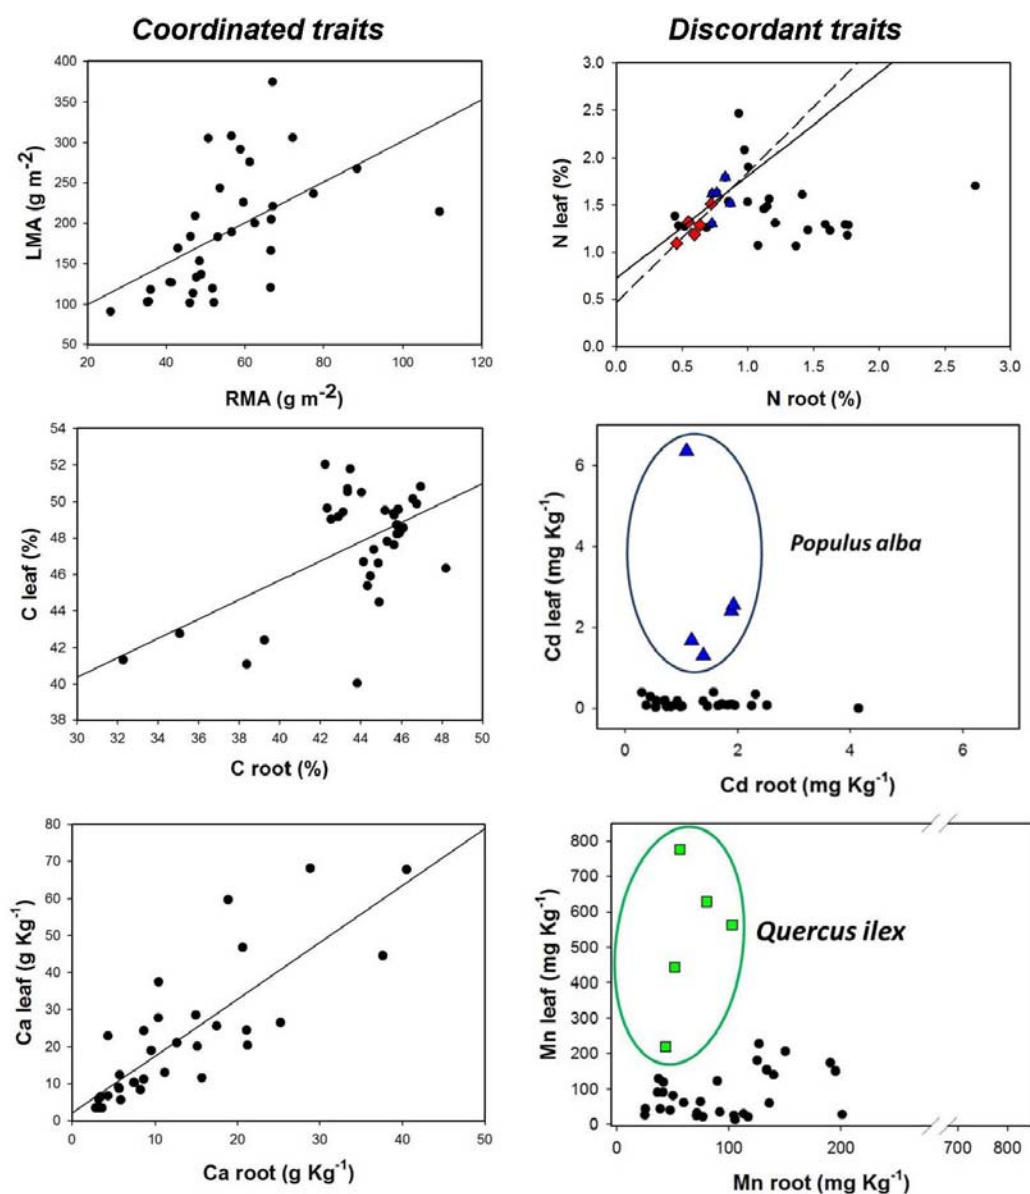 Coordinated traits
Discordant traits
400
350
300
250
200
150
100
50
LMA (g m-2)
20 40 60 80 100 120
RMA (g m-2)
3.0
2.5
2.0
1.5
1.0
0.5
0.0
N leaf (%)
0.0 0.5 1.0 1.5 2.0 2.5 3.0
N root (%)
54
52
50
48
46
44
42
40
38
C leaf (%)
30 32 34 36 38 40 42 44 46 48 50
C root (%)
6
4
2
0
Cd leaf (mg Kg-1)
Populus alba
0 2 4 6
Cd root (mg Kg-1)
80
70
60
50
40
30
20
10
0
Ca leaf (g Kg-1)
0 10 20 30 40 50
Ca root (g Kg-1)
800
700
600
500
400
300
200
100
0
Mn leaf (mg Kg-1)
Quercus ilex
0 100 200 700 800
Mn root (mg Kg-1)